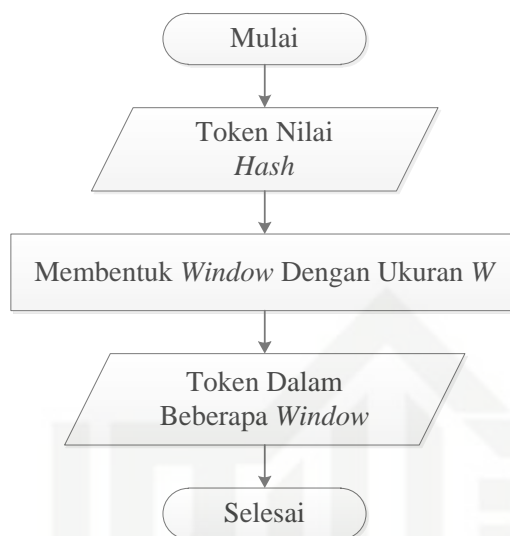 Mulai
Token Nilai
Hash
Membentuk Window Dengan Ukuran W
Token Dalam
Beberapa Window
Selesai